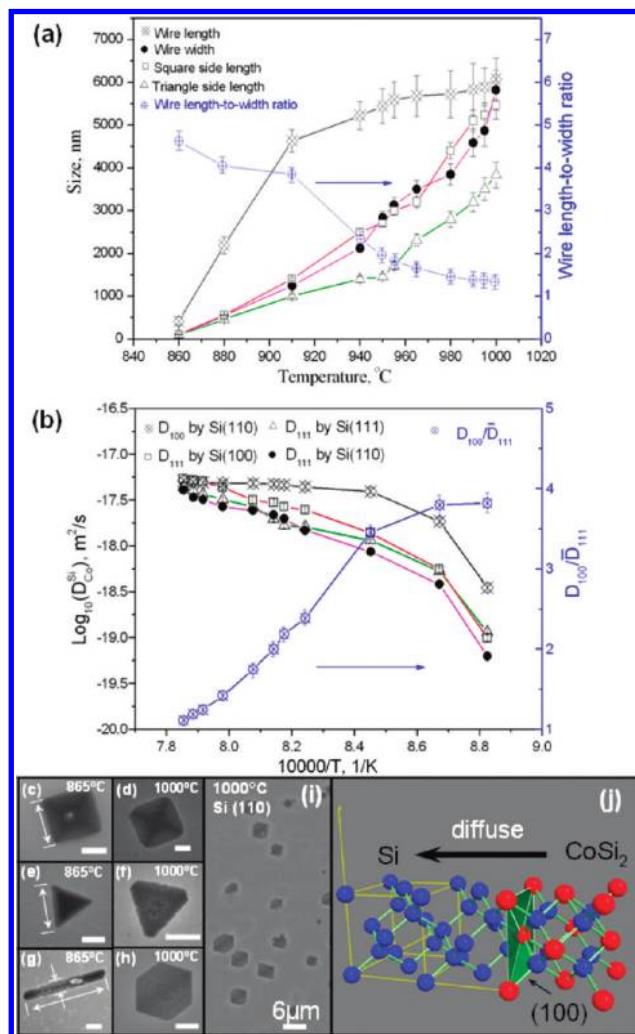 (a)
7000
6000
5000
4000
3000
2000
1000
0
Size, nm
Wire length
Wire width
Square side length
Triangle side length
Wire length-to-width ratio
7
6
5
4
3
2
1
0
Wire length-to-width ratio
840 860 880 900 920 940 960 980 1000 1020
Temperature, °C
(b)
-16.5
-17.0
-17.5
-18.0
-18.5
-19.0
-19.5
-20.0
Log₁₀(D Si Co), m²/s
D₁₀₀ by Si(110) D₁₁₁ by Si(111)
D₁₁₁ by Si(100) D₁₁₁ by Si(110)
D₁₀₀/D̄₁₁₁
5
4
3
2
1
D₁₀₀/D̄₁₁₁
7.8 8.0 8.2 8.4 8.6 8.8 9.0
10000/T, 1/K
(c) 865°C
(d) 1000°C
(e) 865°C
(f) 1000°C
(g) 865°C
(h) 1000°C
1000°C (i)
Si (110)
6μm
(j)
diffuse
Si CoSi₂
(100)